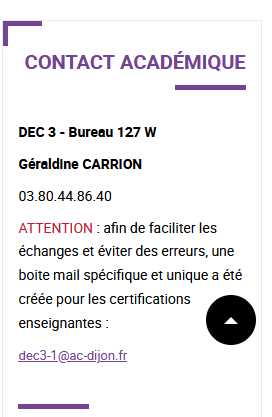 CONTACT ACADÉMIQUE
DEC 3 - Bureau 127 W
Géraldine CARRION
03.80.44.86.40
ATTENTION : afin de faciliter les
échanges et éviter des erreurs, une
boite mail spécifique et unique a été
créée pour les certifications
enseignantes :
dec3-1@ac-dijon.fr